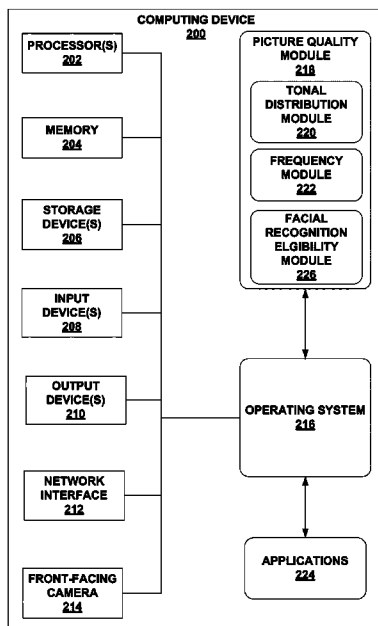 COMPUTING DEVICE
200
PROCESSOR(S)
202
MEMORY
204
STORAGE
DEVICE(S)
206
INPUT
DEVICE(S)
208
OUTPUT
DEVICE(S)
210
NETWORK
INTERFACE
212
FRONT-FACING
CAMERA
214
PICTURE QUALITY
MODULE
218
TONAL
DISTRIBUTION
MODULE
220
FREQUENCY
MODULE
222
FACIAL
RECOGNITION
ELGIBILITY
MODULE
226
OPERATING SYSTEM
216
APPLICATIONS
224